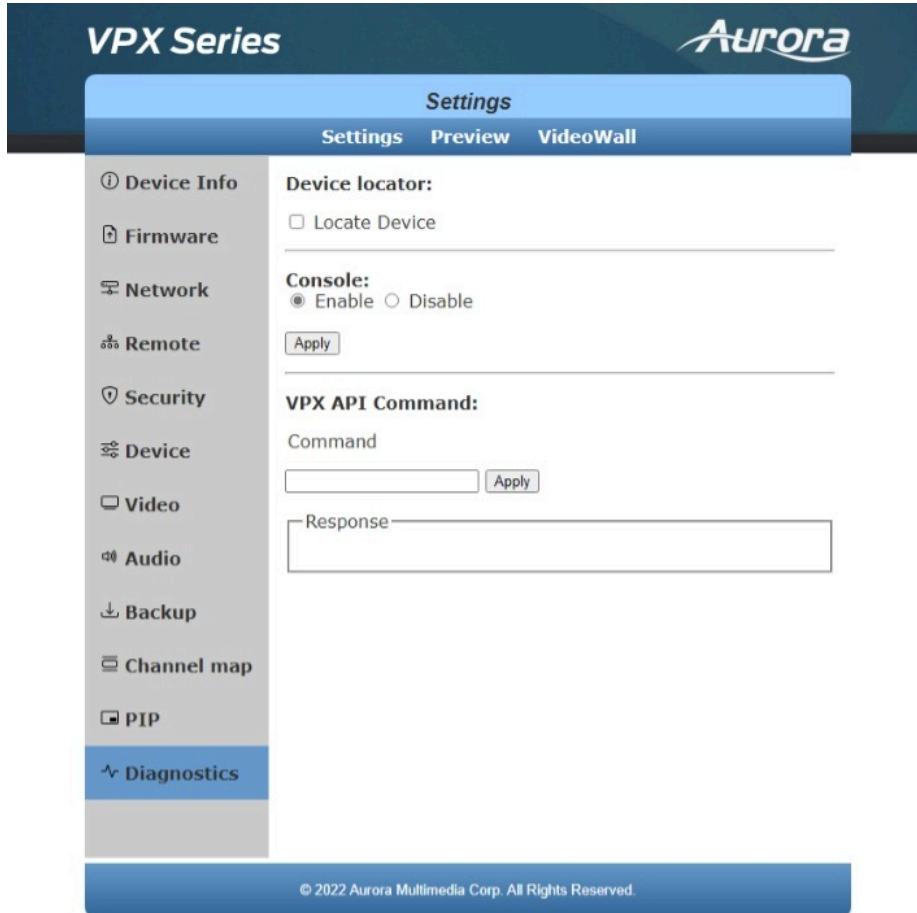 VPX Series
Aurora
Settings
Settings Preview VideoWall
Device Info
Firmware
Network
Remote
Security
Device
Video
Audio
Backup
Channel map
PIP
Diagnostics
Device locator:
Locate Device
Console:
Enable Disable
Apply
VPX API Command:
Command
Apply
Response
© 2022 Aurora Multimedia Corp. All Rights Reserved.